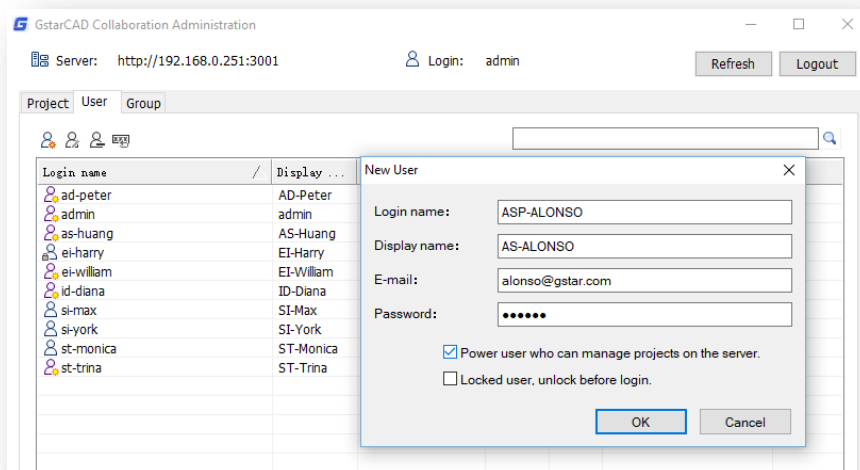 GstarCAD Collaboration Administration
Server: http://192.168.0.251:3001 Login: admin Refresh Logout
Project User Group
Login name Display ...
ad-peter AD-Peter
admin admin
as-huang AS-Huang
ei-harry EI-Harry
ei-william EI-William
id-diana ID-Diana
si-max SI-Max
si-york SI-York
st-monica ST-Monica
st-trina ST-Trina
New User
Login name: ASP-ALONSO
Display name: AS-ALONSO
E-mail: alonso@gstar.com
Password: ●●●●●●
Power user who can manage projects on the server.
Locked user, unlock before login.
OK Cancel